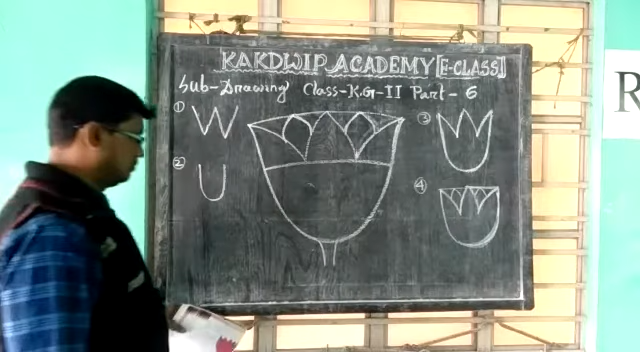 KAKDWIP ACADEMY [E-CLASS]
Sub-Drawing Class-K.G-II Part-6
① W
② U
③
④
R